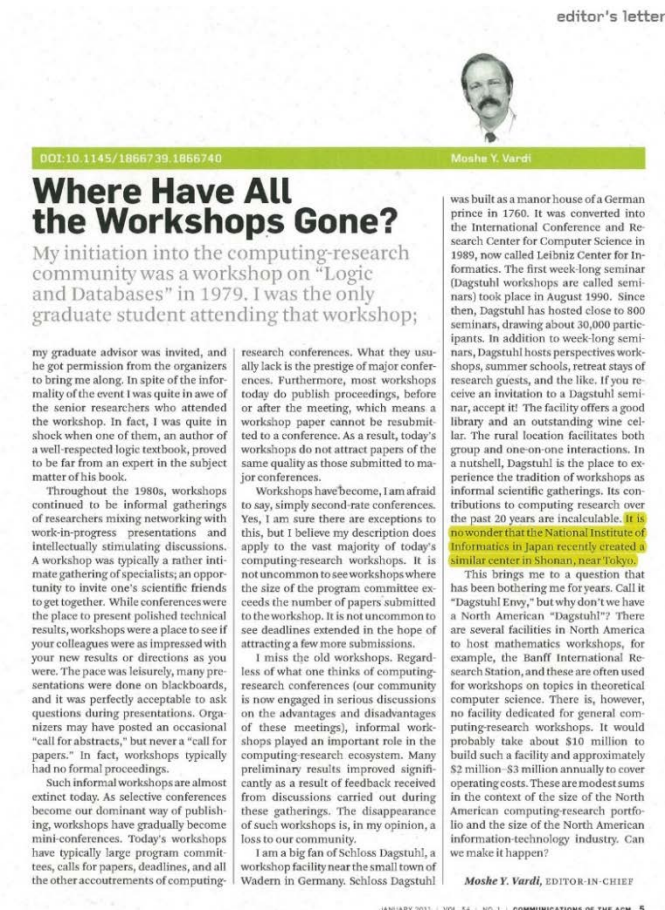 editor's letter
DOI:10.1145/1866739.1866740
Moshe Y. Vardi
Where Have All
the Workshops Gone?
My initiation into the computing-research
community was a workshop on “Logic
and Databases” in 1979. I was the only
graduate student attending that workshop;
my graduate advisor was invited, and
he got permission from the organizers
to bring me along. In spite of the infor-
mality of the event I was quite in awe of
the senior researchers who attended
the workshop. In fact, I was quite in
shock when one of them, an author of
a well-respected logic textbook, proved
to be far from an expert in the subject
matter of his book.
Throughout the 1980s, workshops
continued to be informal gatherings
of researchers mixing networking with
work-in-progress presentations and
intellectually stimulating discussions.
A workshop was typically a rather inti-
mate gathering of specialists; an oppor-
tunity to invite one's scientific friends
to get together. While conferences were
the place to present polished technical
results, workshops were a place to see if
your colleagues were as impressed with
your new results or directions as you
were. The pace was leisurely, many pre-
sentations were done on blackboards,
and it was perfectly acceptable to ask
questions during presentations. Orga-
nizers may have posted an occasional
“call for abstracts,” but never a “call for
papers.” In fact, workshops typically
had no formal proceedings.
Such informal workshops are almost
extinct today. As selective conferences
become our dominant way of publish-
ing, workshops have gradually become
mini-conferences. Today's workshops
have typically large program commit-
tees, calls for papers, deadlines, and all
the other accoutrements of computing-
research conferences. What they usu-
ally lack is the prestige of major confer-
ences. Furthermore, most workshops
today do publish proceedings, before
or after the meeting, which means a
workshop paper cannot be resubmit-
ted to a conference. As a result, today's
workshops do not attract papers of the
same quality as those submitted to ma-
jor conferences.
Workshops have become, I am afraid
to say, simply second-rate conferences.
Yes, I am sure there are exceptions to
this, but I believe my description does
apply to the vast majority of today's
computing-research workshops. It is
not uncommon to see workshops where
the size of the program committee ex-
ceeds the number of papers submitted
to the workshop. It is not uncommon to
see deadlines extended in the hope of
attracting a few more submissions.
I miss the old workshops. Regard-
less of what one thinks of computing-
research conferences (our community
is now engaged in serious discussions
on the advantages and disadvantages
of these meetings), informal work-
shops played an important role in the
computing-research ecosystem. Many
preliminary results improved signifi-
cantly as a result of feedback received
from discussions carried out during
these gatherings. The disappearance
of such workshops is, in my opinion, a
loss to our community.
I am a big fan of Schloss Dagstuhl, a
workshop facility near the small town of
Wadern in Germany. Schloss Dagstuhl
was built as a manor house of a German
prince in 1760. It was converted into
the International Conference and Re-
search Center for Computer Science in
1989, now called Leibniz Center for In-
formatics. The first week-long seminar
(Dagstuhl workshops are called semi-
nars) took place in August 1990. Since
then, Dagstuhl has hosted close to 800
seminars, drawing about 30,000 partic-
ipants. In addition to week-long semi-
nars, Dagstuhl hosts perspectives work-
shops, summer schools, retreat stays of
research guests, and the like. If you re-
ceive an invitation to a Dagstuhl semi-
nar, accept it! The facility offers a good
library and an outstanding wine cel-
lar. The rural location facilitates both
group and one-on-one interactions. In
a nutshell, Dagstuhl is the place to ex-
perience the tradition of workshops as
informal scientific gatherings. Its con-
tributions to computing research over
the past 20 years are incalculable. It is
no wonder that the National Institute of
Informatics in Japan recently created a
similar center in Shonan, near Tokyo.
This brings me to a question that
has been bothering me for years. Call it
“Dagstuhl Envy,” but why don't we have
a North American “Dagstuhl”? There
are several facilities in North America
to host mathematics workshops, for
example, the Banff International Re-
search Station, and these are often used
for workshops on topics in theoretical
computer science. There is, however,
no facility dedicated for general com-
puting-research workshops. It would
probably take about $10 million to
build such a facility and approximately
$2 million–$3 million annually to cover
operating costs. These are modest sums
in the context of the size of the North
American computing-research portfo-
lio and the size of the North American
information-technology industry. Can
we make it happen?
Moshe Y. Vardi, EDITOR-IN-CHIEF
JANUARY 2011 | VOL. 54 | NO. 1 | COMMUNICATIONS OF THE ACM 5